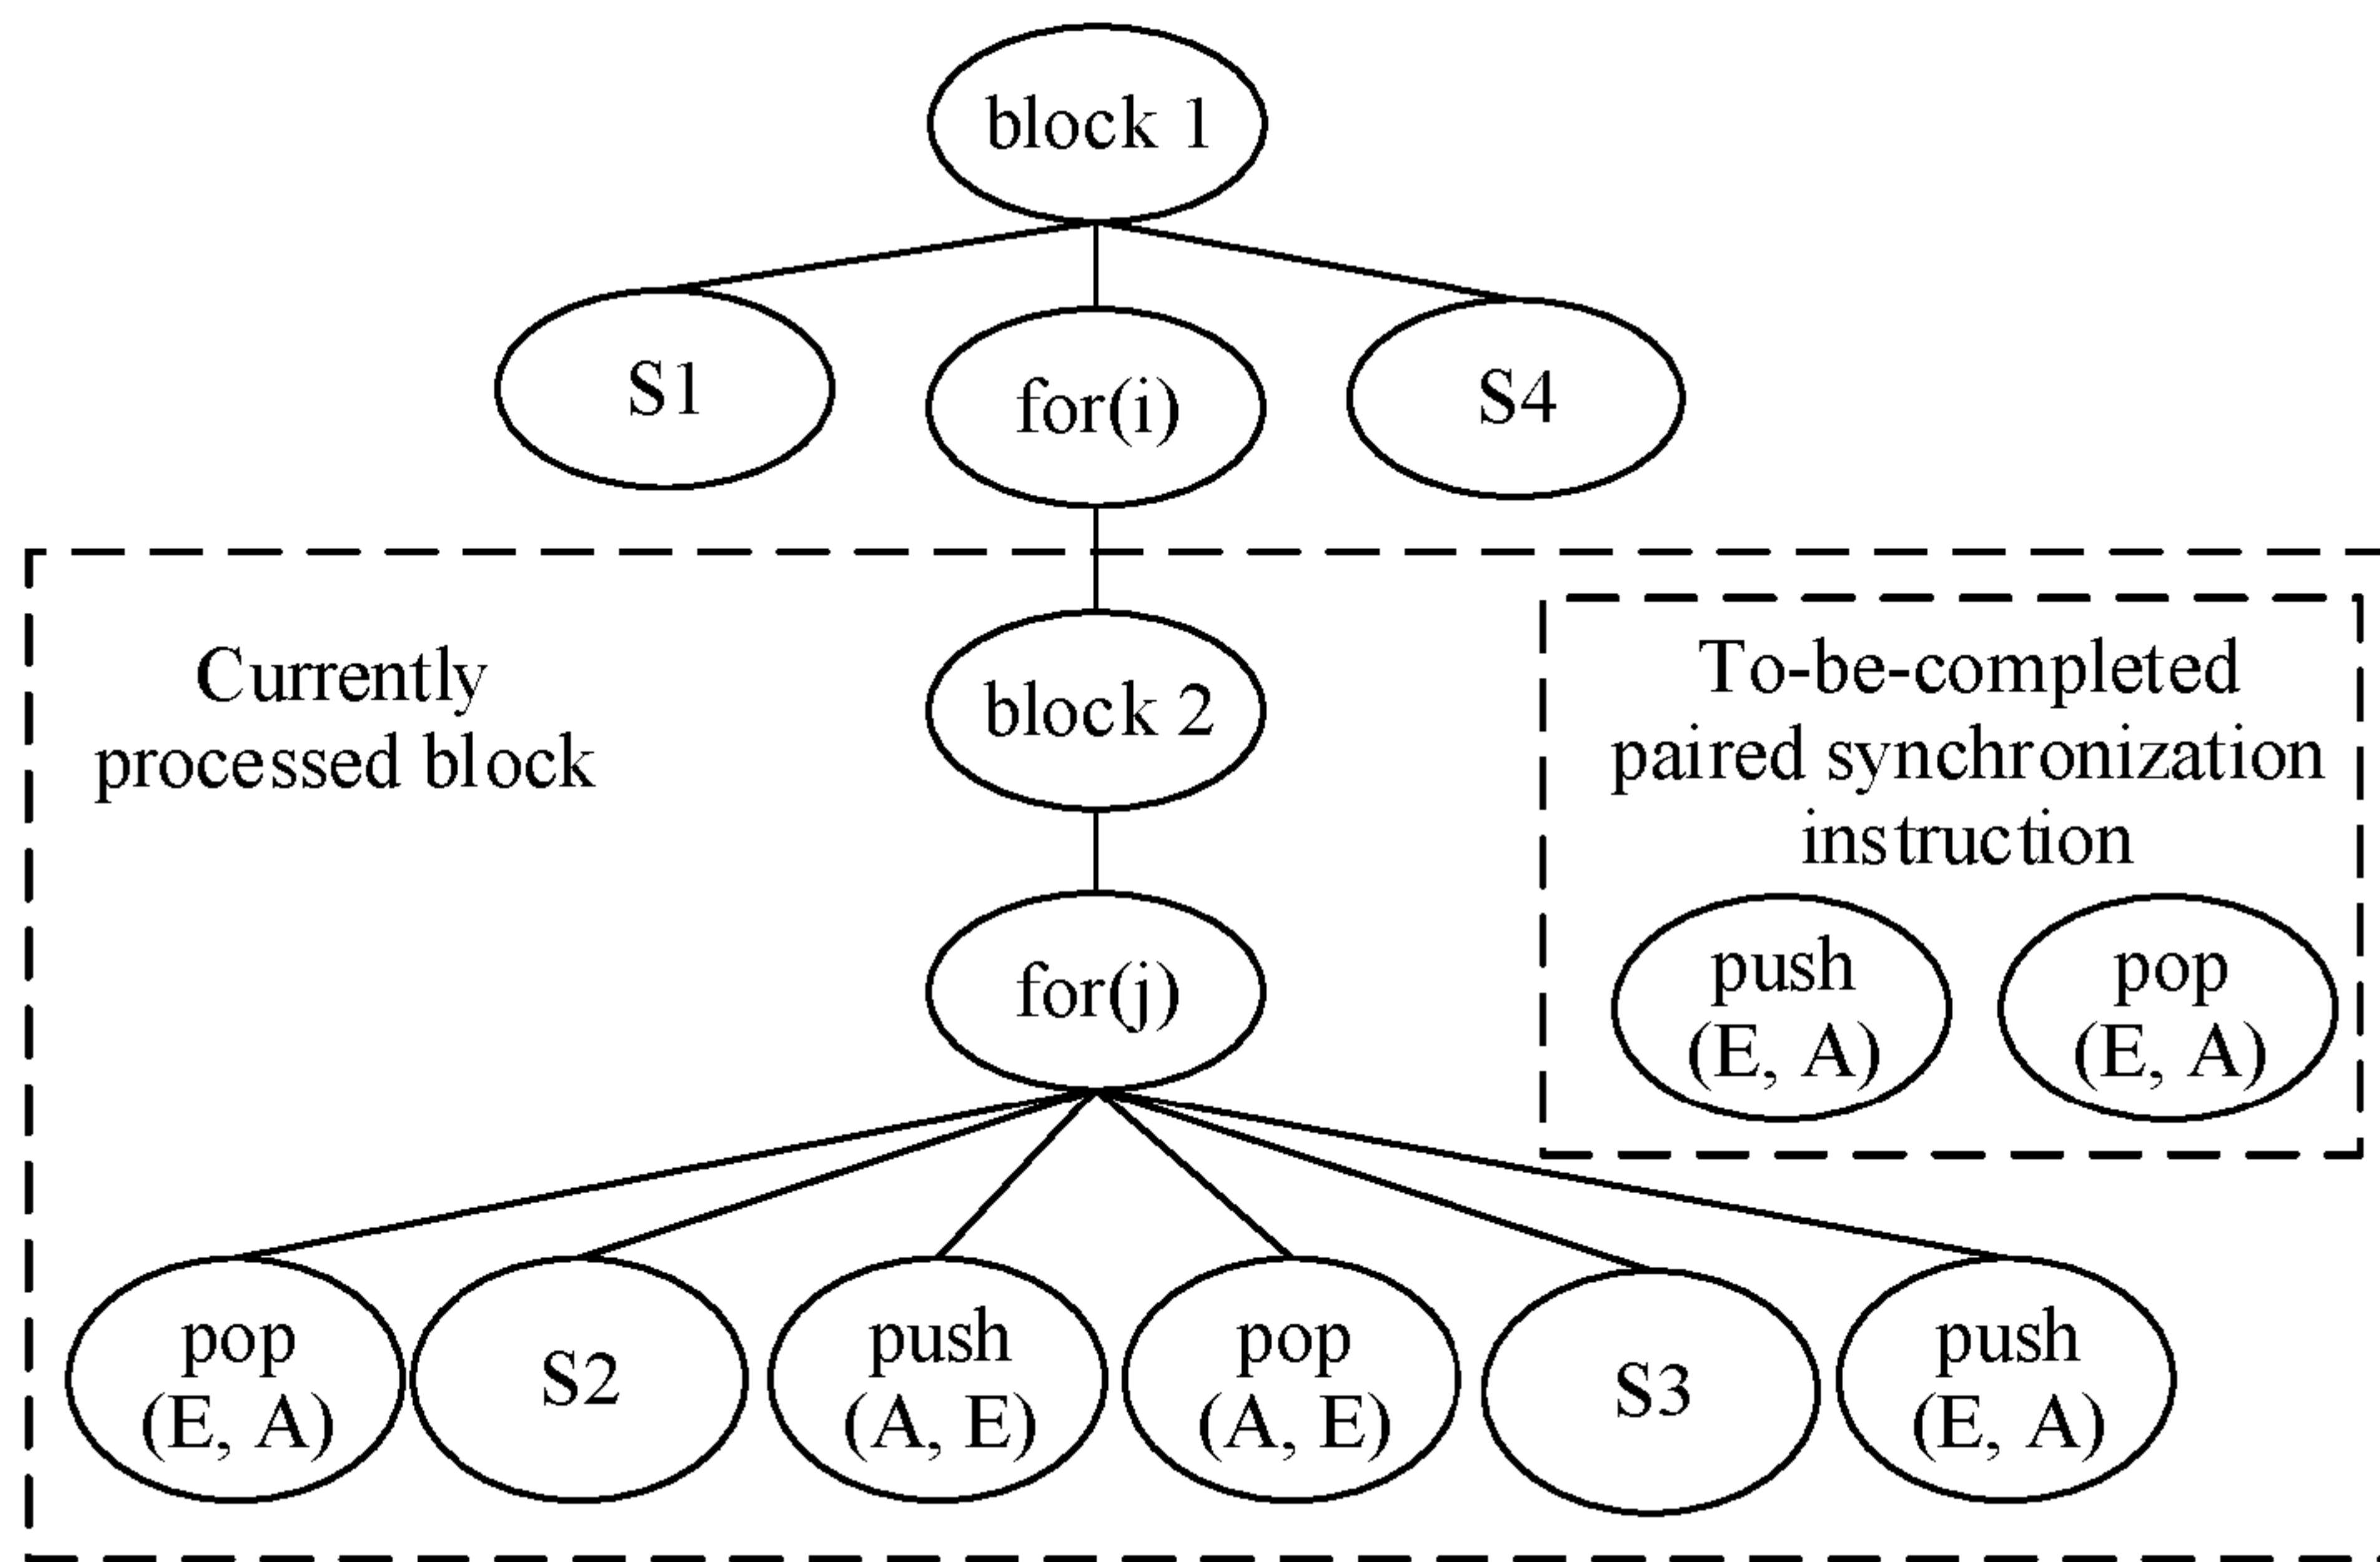 block 1
S1
for(i)
S4
Currently
processed block
block 2
To-be-completed
paired synchronization
instruction
push
(E, A)
pop
(E, A)
for(j)
pop
(E, A)
S2
push
(A, E)
pop
(A, E)
S3
push
(E, A)